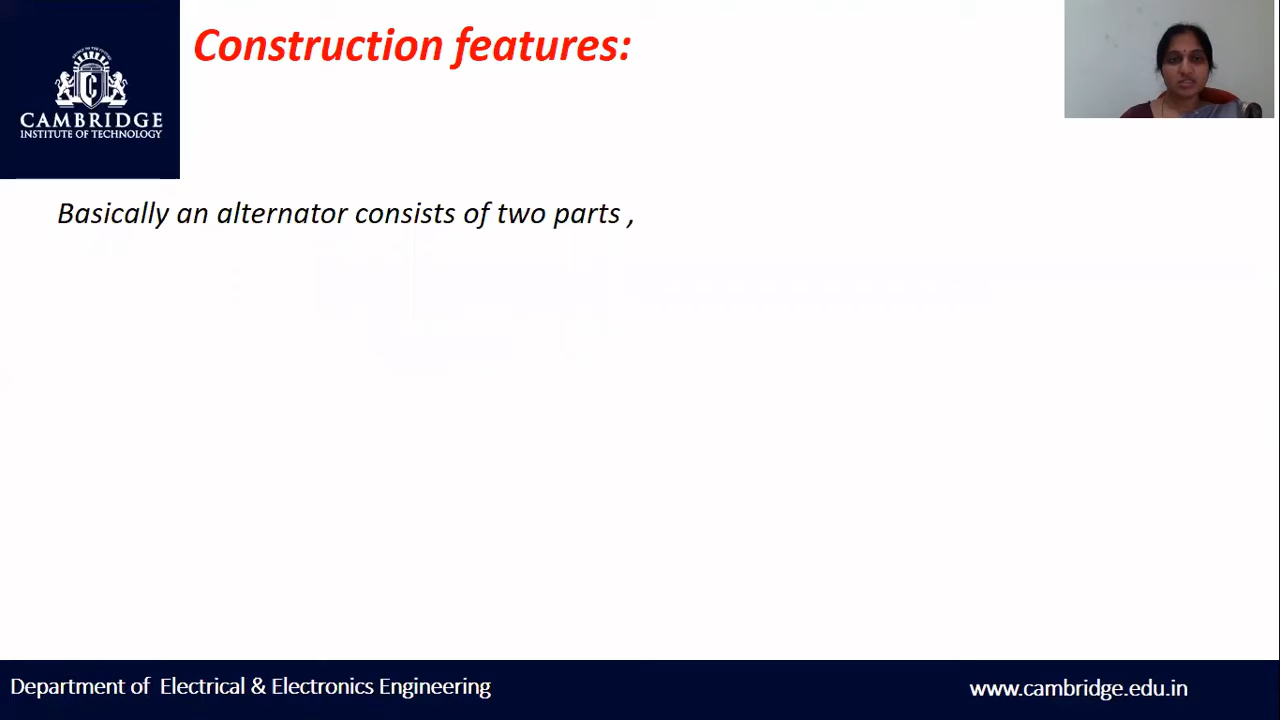 Construction features:
CAMBRIDGE
INSTITUTE OF TECHNOLOGY
Basically an alternator consists of two parts ,
Department of Electrical & Electronics Engineering
www.cambridge.edu.in